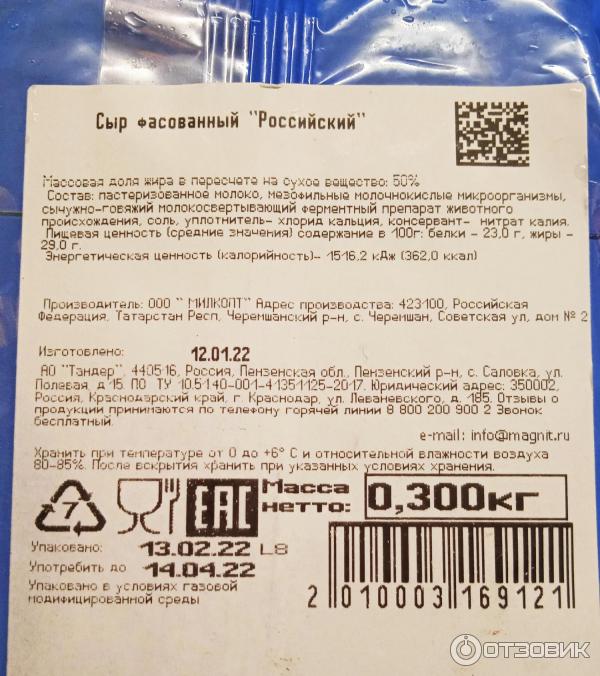 Сыр фасованный "Российский"
Массовая доля жира в пересчете на сухое вещество: 50%
Состав: пастеризованное молоко, мезофильные молочнокислые микроорганизмы,
сычужно-говяжий молокосвертывающий ферментный препарат животного
происхождения, соль, уплотнитель- хлорид кальция, консервант- нитрат калия.
Пищевая ценность (средние значения) содержание в 100г: белки - 23,0 г, жиры -
29,0 г.
Энергетическая ценность (калорийность)- 1516,2 кДж (362,0 ккал)
Производитель: ООО " МИЛКОПТ" Адрес производства: 423100, Российская
Федерация, Татарстан Респ, Черемшанский р-н, с. Черемшан, Советская ул, дом № 2
Изготовлено: 12.01.22
АО "Тандер", 440516, Россия, Пензенская обл., Пензенский р-н, с. Саловка, ул.
Полевая, д.15. ПО ТУ 10.5140-001-41351125-2017. Юридический адрес: 350002,
Россия, Краснодарский край, г. Краснодар, ул. Леваневского, д. 185. Отзывы о
продукции принимаются по телефону горячей линии 8 800 200 900 2 Звонок
бесплатный.
e-mail: info@magnit.ru
Хранить при температуре от 0 до +6° С и относительной влажности воздуха
80-85%. После вскрытия хранить при указанных условиях хранения.
7 EAC Масса нетто: 0,300кг
Упаковано: 13.02.22 L8
Употребить до 14.04.22
Упаковано в условиях газовой
модифицированной среды
2 010003 169121
ОТЗОВИК